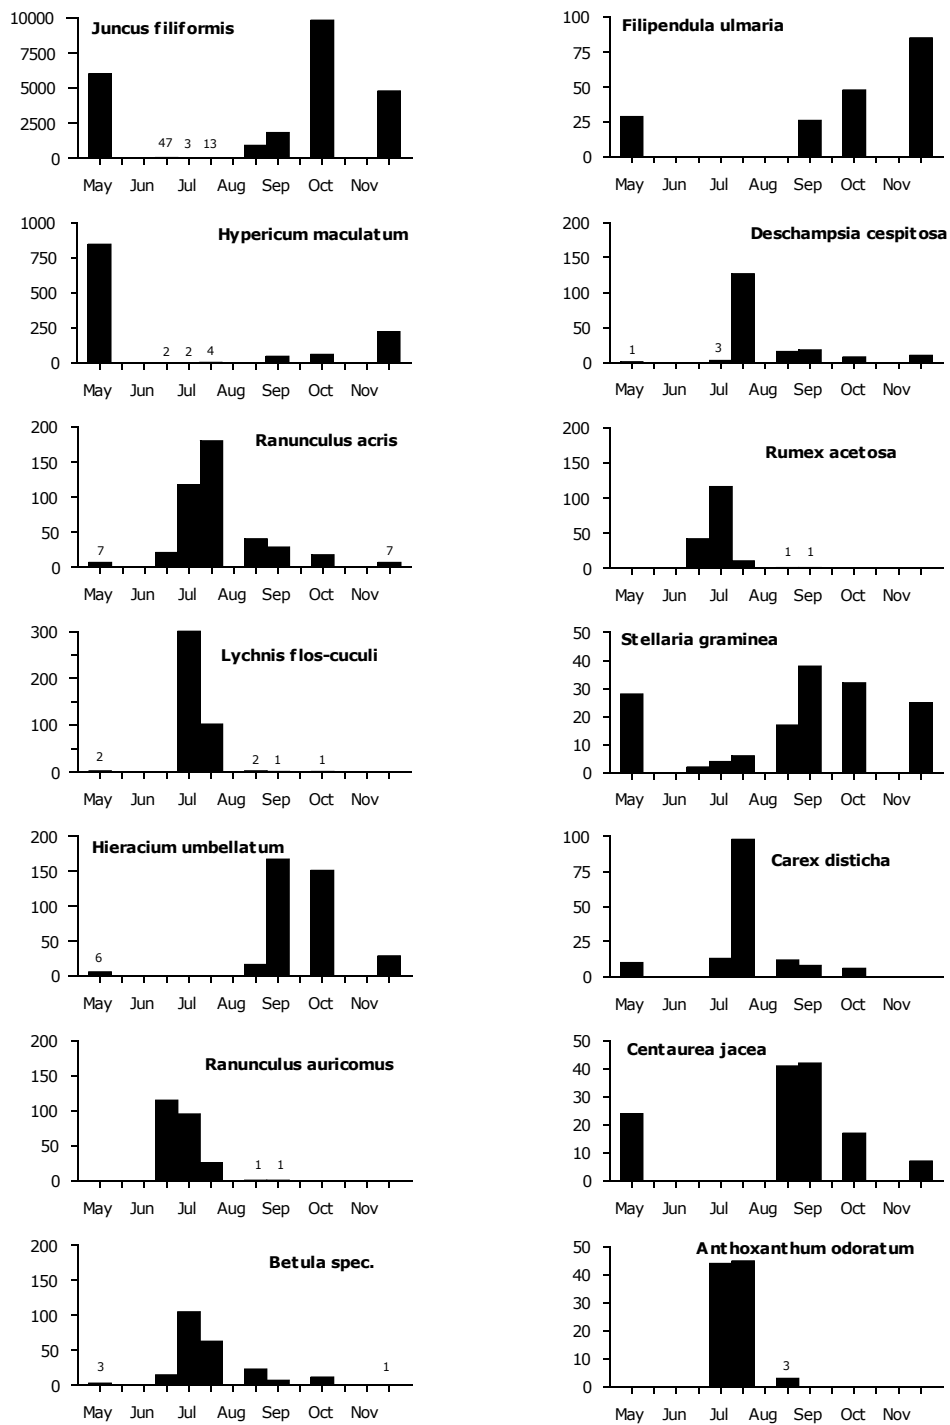 Juncus filiformis
10000
7500
5000
2500
0
47 3 13
May Jun Jul Aug Sep Oct Nov
Filipendula ulmaria
100
75
50
25
0
May Jun Jul Aug Sep Oct Nov
Hypericum maculatum
1000
750
500
250
0
2 2 4
May Jun Jul Aug Sep Oct Nov
Deschampsia cespitosa
200
150
100
50
0
1 3
May Jun Jul Aug Sep Oct Nov
Ranunculus acris
200
150
100
50
0
7 7
May Jun Jul Aug Sep Oct Nov
Rumex acetosa
200
150
100
50
0
1 1
May Jun Jul Aug Sep Oct Nov
Lychnis flos-cuculi
300
200
100
0
2 2 1 1
May Jun Jul Aug Sep Oct Nov
Stellaria graminea
50
40
30
20
10
0
May Jun Jul Aug Sep Oct Nov
Hieracium umbellatum
200
150
100
50
0
6
May Jun Jul Aug Sep Oct Nov
Carex disticha
100
75
50
25
0
May Jun Jul Aug Sep Oct Nov
Ranunculus auricomus
200
150
100
50
0
1 1
May Jun Jul Aug Sep Oct Nov
Centaurea jacea
50
40
30
20
10
0
May Jun Jul Aug Sep Oct Nov
Betula spec.
200
150
100
50
0
3 1
May Jun Jul Aug Sep Oct Nov
Anthoxanthum odoratum
50
40
30
20
10
0
3
May Jun Jul Aug Sep Oct Nov